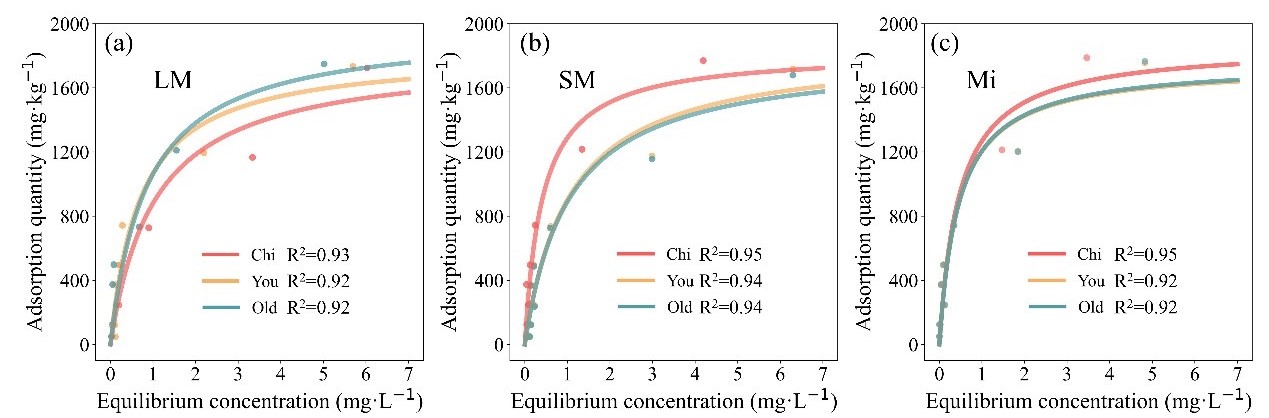 Adsorption quantity (mg·kg⁻¹)
2000
1600
1200
800
400
0
(a)
LM
Chi R²=0.93
You R²=0.92
Old R²=0.92
0 1 2 3 4 5 6 7
Equilibrium concentration (mg·L⁻¹)
Adsorption quantity (mg·kg⁻¹)
2000
1600
1200
800
400
0
(b)
SM
Chi R²=0.95
You R²=0.94
Old R²=0.94
0 1 2 3 4 5 6 7
Equilibrium concentration (mg·L⁻¹)
Adsorption quantity (mg·kg⁻¹)
2000
1600
1200
800
400
0
(c)
Mi
Chi R²=0.95
You R²=0.92
Old R²=0.92
0 1 2 3 4 5 6 7
Equilibrium concentration (mg·L⁻¹)